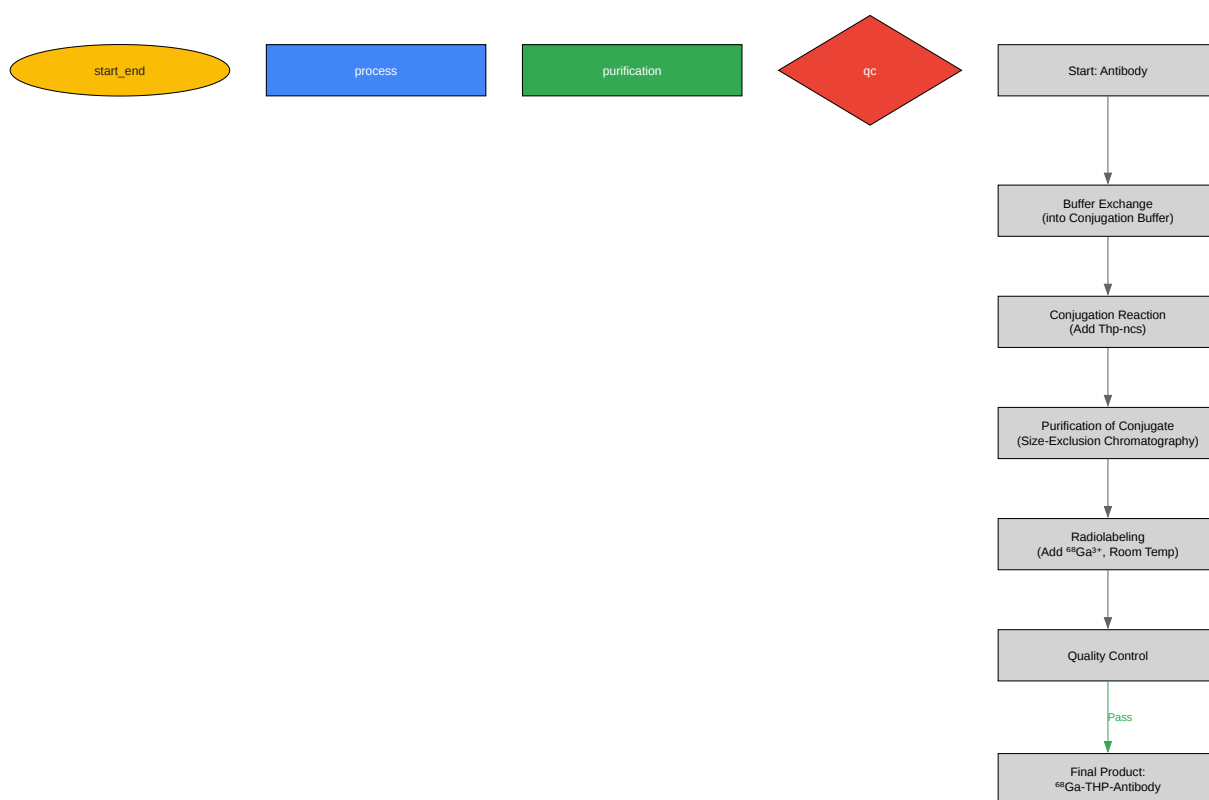 start_end
process
purification
qc
Start: Antibody
Buffer Exchange
(into Conjugation Buffer)
Conjugation Reaction
(Add Thp-ncs)
Purification of Conjugate
(Size-Exclusion Chromatography)
Radiolabeling
(Add ⁶⁸Ga³⁺, Room Temp)
Quality Control
Pass
Final Product:
⁶⁸Ga-THP-Antibody